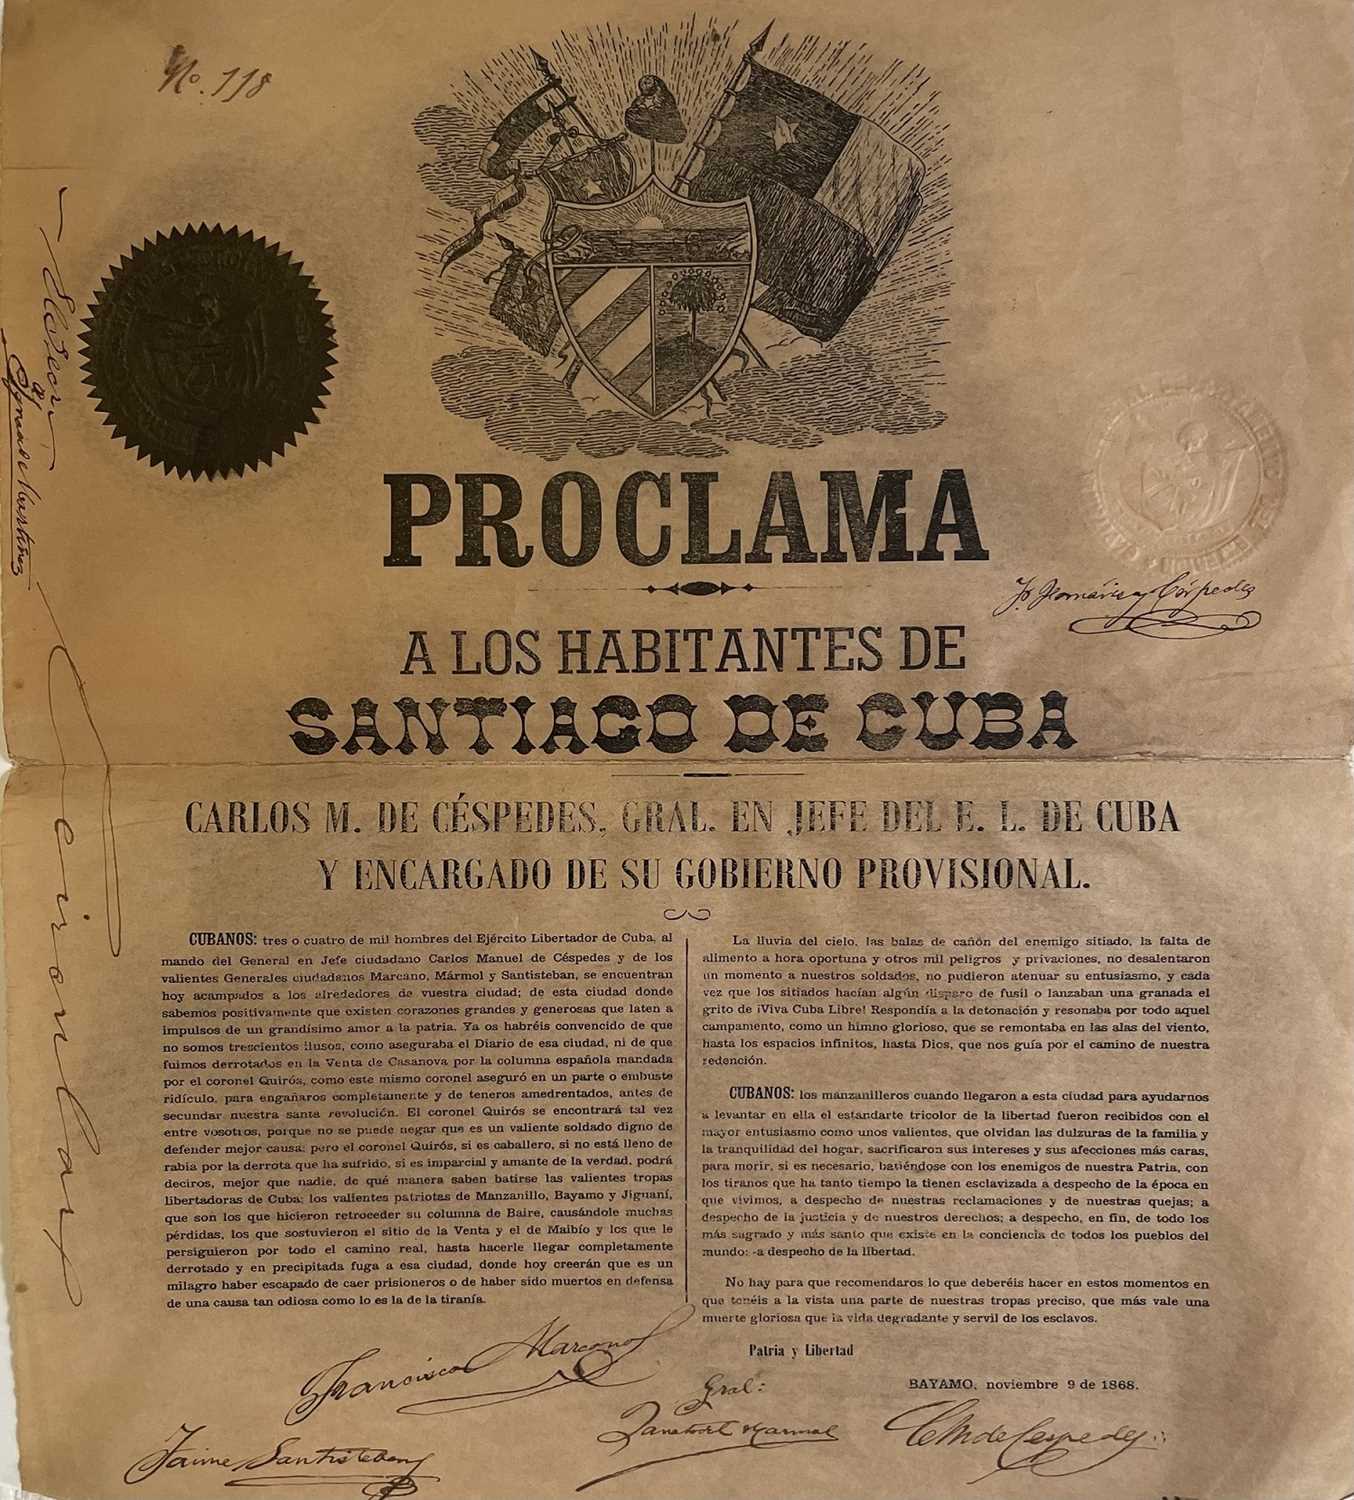 No. 118
PROCLAMA
A LOS HABITANTES DE
SANTIAGO DE CUBA
CARLOS M. DE CÉSPEDES, GRAL. EN JEFE DEL E. L. DE CUBA
Y ENCARGADO DE SU GOBIERNO PROVISIONAL.
CUBANOS: tres o cuatro de mil hombres del Ejército Libertador de Cuba, al
mando del General en Jefe ciudadano Carlos Manuel de Céspedes y de los
valientes Generales ciudadanos Marcano, Mármol y Santisteban, se encuentran
hoy acampados a los alrededores de vuestra ciudad; de esta ciudad donde
sabemos positivamente que existen corazones grandes y generosas que laten a
impulsos de un grandísimo amor a la patria. Ya os habréis convencido de que
no somos trescientos ilusos, como aseguraba el Diario de esa ciudad, ni de que
fuimos derrotados en la Venta de Casanova por la columna española mandada
por el coronel Quirós, como este mismo coronel aseguró en un parte o embuste
ridículo, para engañaros completamente y de teneros amedrentados, antes de
secundar nuestra santa revolución. El coronel Quirós se encontrará tal vez
entre vosotros, porque no se puede negar que es un valiente soldado digno de
defender mejor causa; pero el coronel Quirós, si es caballero, si no está lleno de
rabia por la derrota que ha sufrido, si es imparcial y amante de la verdad, podrá
deciros, mejor que nadie, de qué manera saben batirse las valientes tropas
libertadoras de Cuba; los valientes patriotas de Manzanillo, Bayamo y Jiguaní,
que son los que hicieron retroceder su columna de Baire, causándole muchas
pérdidas, los que sostuvieron el sitio de la Venta y el de Maibío y los que le
persiguieron por todo el camino real, hasta hacerle llegar completamente
derrotado y en precipitada fuga a esa ciudad, donde hoy creerán que es un
milagro haber escapado de caer prisioneros o de haber sido muertos en defensa
de una causa tan odiosa como lo es la de la tiranía.
La lluvia del cielo, las balas de cañón del enemigo sitiado, la falta de
alimento a hora oportuna y otros mil peligros y privaciones, no desalentaron
un momento a nuestros soldados, no pudieron atenuar su entusiasmo, y cada
vez que los sitiados hacían algún disparo de fusil o lanzaban una granada el
grito de ¡Viva Cuba Libre! Respondía a la detonación y resonaba por todo aquel
campamento, como un himno glorioso, que se remontaba en las alas del viento,
hasta los espacios infinitos, hasta Dios, que nos guía por el camino de nuestra
redención.
CUBANOS: los manzanilleros cuando llegaron a esta ciudad para ayudarnos
a levantar en ella el estandarte tricolor de la libertad fueron recibidos con el
mayor entusiasmo como unos valientes, que olvidan las dulzuras de la familia y
la tranquilidad del hogar, sacrificaron sus intereses y sus afecciones más caras,
para morir, si es necesario, batiéndose con los enemigos de nuestra Patria, con
los tiranos que ha tanto tiempo la tienen esclavizada a despecho de la época en
que vivimos, a despecho de nuestras reclamaciones y de nuestras quejas; a
despecho de la justicia y de nuestros derechos; a despecho, en fin, de todo los
más sagrado y más santo que existe en la conciencia de todos los pueblos del
mundo: -a despecho de la libertad.
No hay para que recomendaros lo que deberéis hacer en estos momentos en
que tenéis a la vista una parte de nuestras tropas preciso, que más vale una
muerte gloriosa que la vida degradante y servil de los esclavos.
Patria y Libertad
BAYAMO, noviembre 9 de 1868.
Francisco Marcano
Gral:
Donato Marmol
Jaime Santisteban
C M de Cespedes
Circular